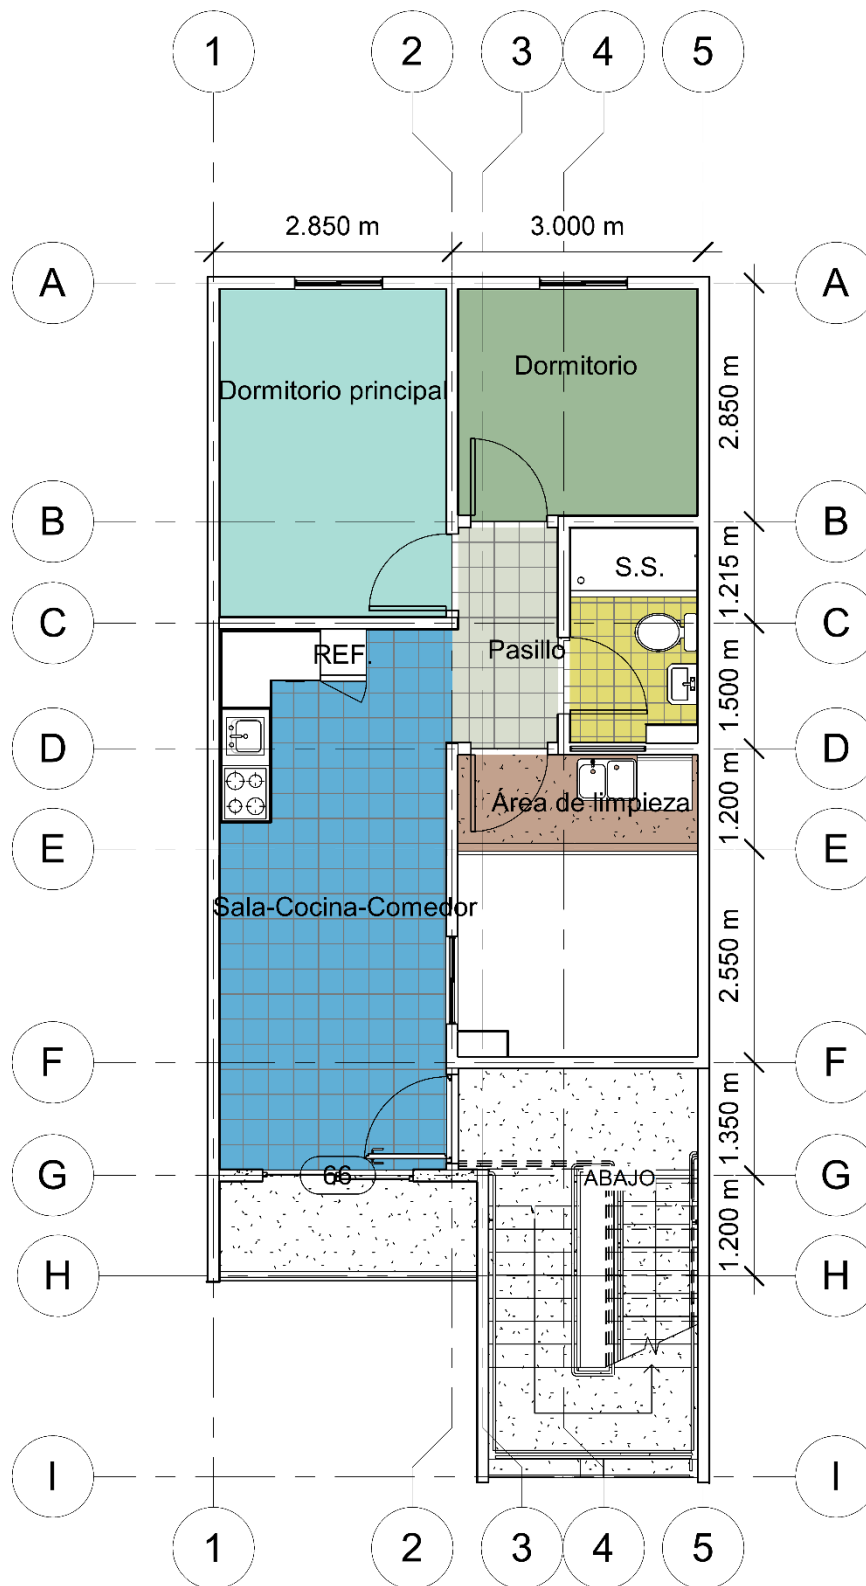 1 2 3 4 5
2.850 m 3.000 m
A A
Dormitorio principal Dormitorio
2.850 m
B B
1.215 m
S.S.
C C
REF. Pasillo
1.500 m
D D
Área de limpieza
1.200 m
E E
Sala-Cocina-Comedor
2.550 m
F F
1.350 m
G 66 ABAJO G
1.200 m
H H
I I
1 2 3 4 5